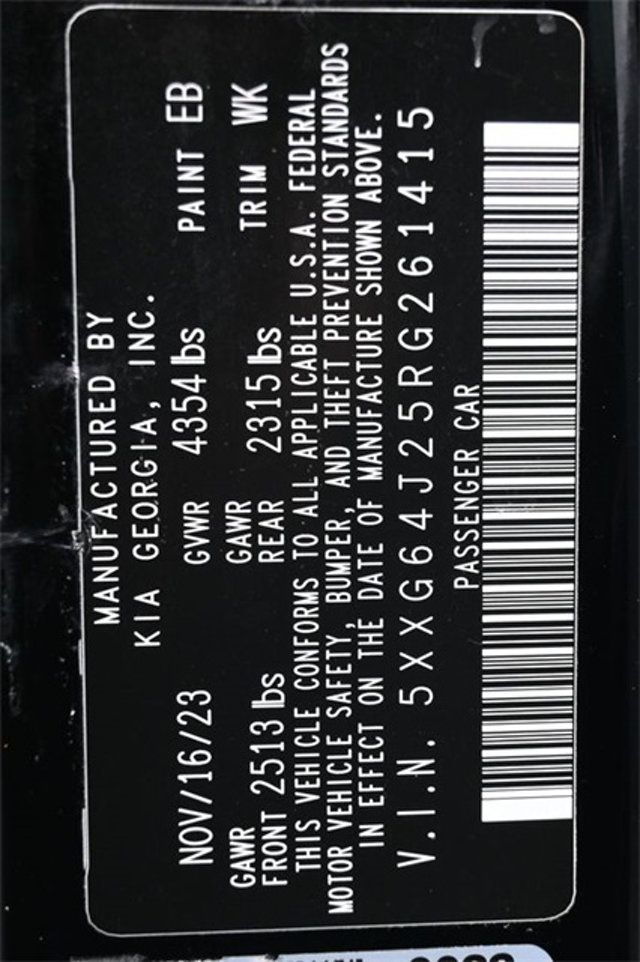 MANUFACTURED BY
KIA GEORGIA, INC.
NOV/16/23 GVWR 4354 lbs PAINT EB
GAWR FRONT 2513 lbs GAWR REAR 2315 lbs TRIM WK
THIS VEHICLE CONFORMS TO ALL APPLICABLE U.S.A. FEDERAL
MOTOR VEHICLE SAFETY, BUMPER, AND THEFT PREVENTION STANDARDS
IN EFFECT ON THE DATE OF MANUFACTURE SHOWN ABOVE.
V.I.N. 5XXG64J25RG261415
PASSENGER CAR